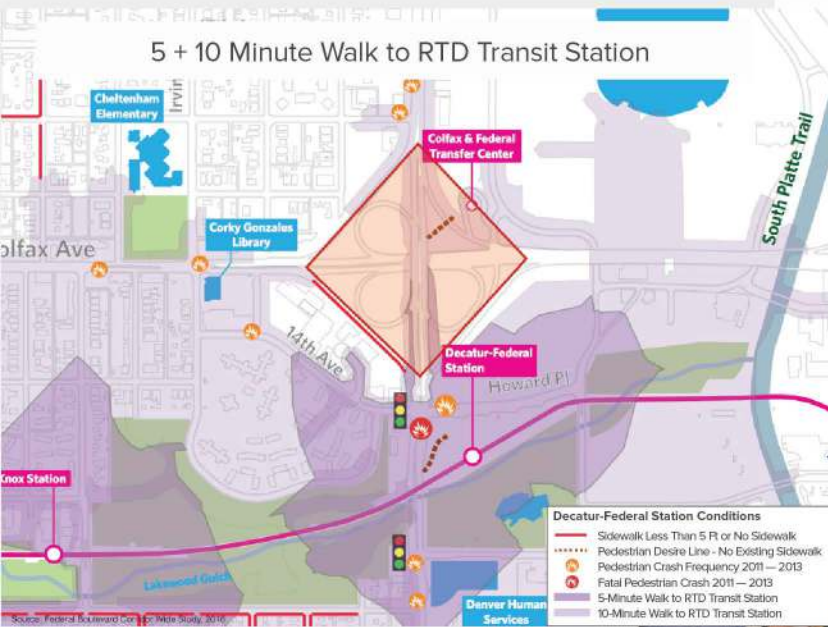 5 + 10 Minute Walk to RTD Transit Station
Cheltenham
Elementary
Irvin
Colfax & Federal
Transfer Center
South Platte Trail
Corky Gonzales
Library
olfax Ave
14th Ave
Decatur-Federal
Station
Howard Pl
Knox Station
Lakewood Gulch
Denver Human
Services
Decatur-Federal Station Conditions
Sidewalk Less Than 5 Ft or No Sidewalk
Pedestrian Desire Line - No Existing Sidewalk
Pedestrian Crash Frequency 2011 — 2013
Fatal Pedestrian Crash 2011 — 2013
5-Minute Walk to RTD Transit Station
10-Minute Walk to RTD Transit Station
Source: Federal Boulevard Corridor Wide Study, 2016